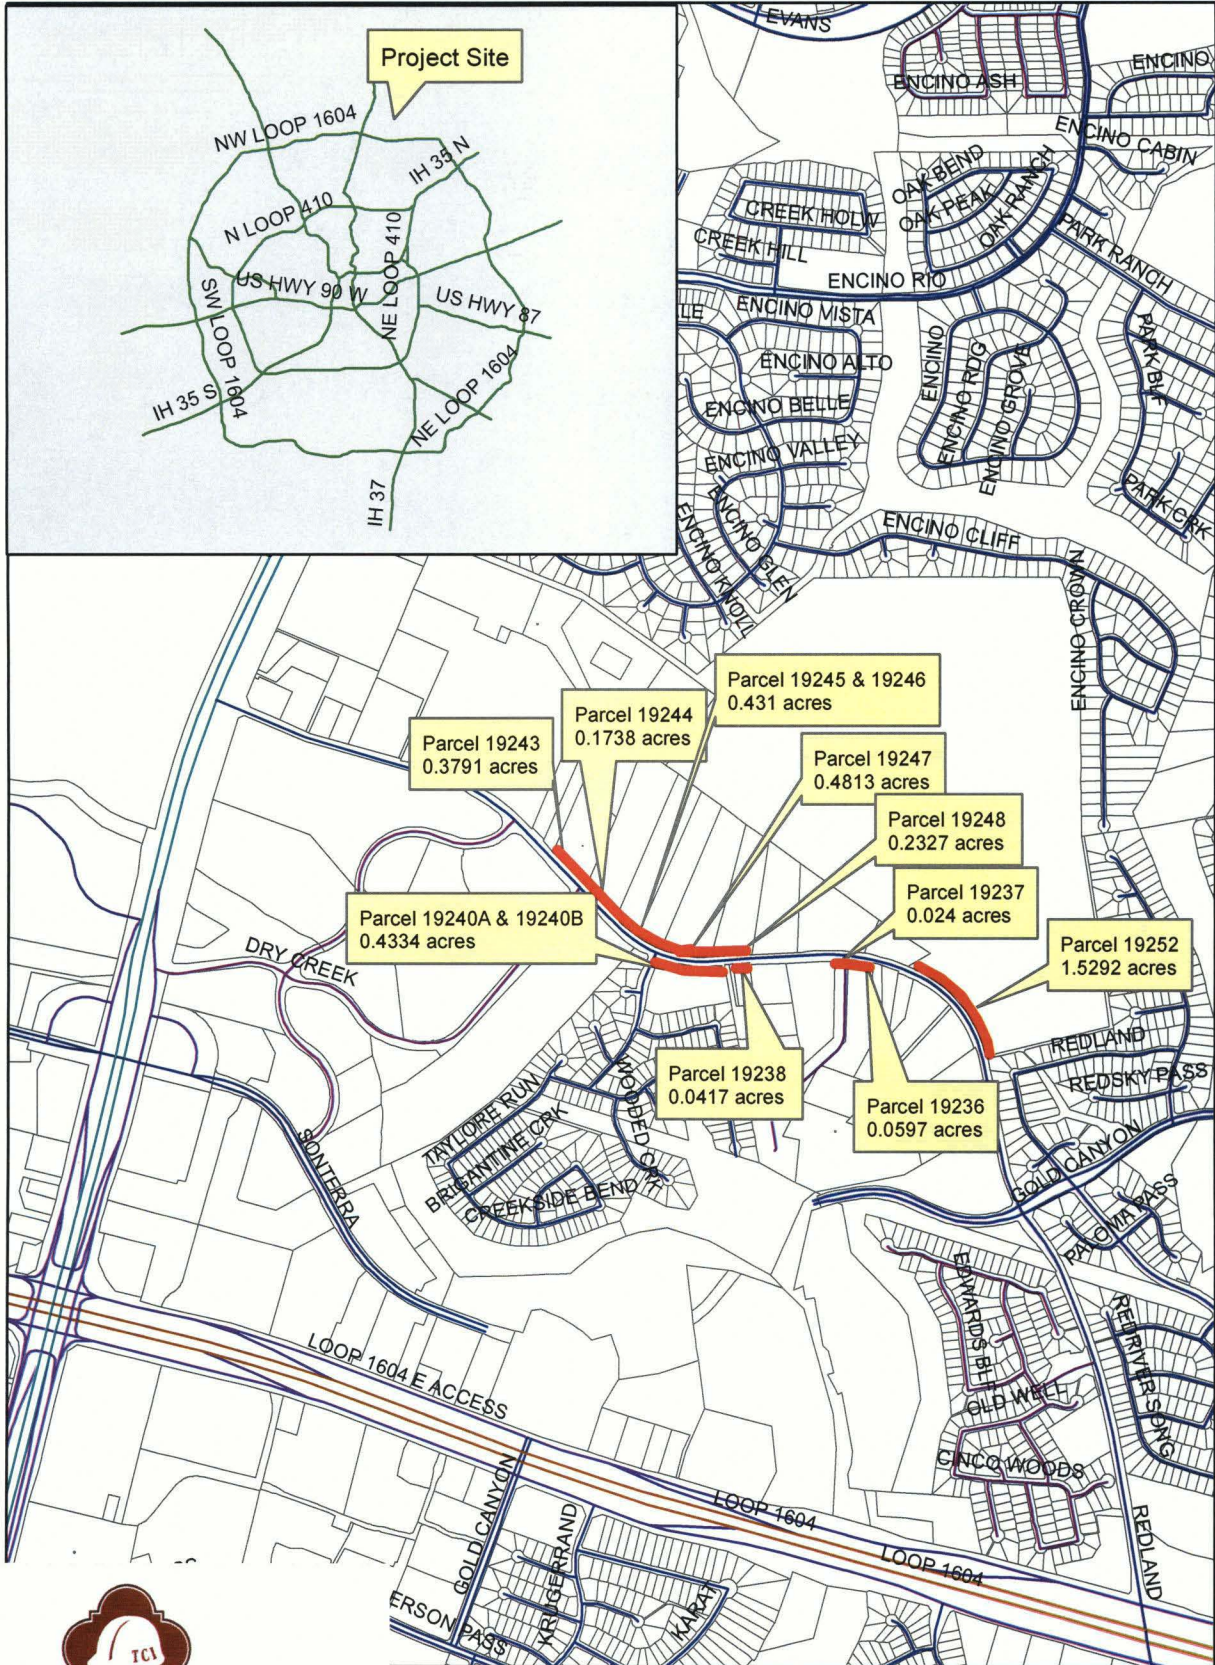 Project Site
NW LOOP 1604
IH 35 N
N LOOP 410
NE LOOP 410
US HWY 90 W
US HWY 87
SW LOOP 1604
IH 35 S
NE LOOP 1604
IH 37
EVANS
ENCINO ASH
ENCINO
ENCINO CABIN
OAK BEND
OAK PEAK
OAK RANCH
CREEK HOLW
CREEK HILL
PARK RANCH
ENCINO RIO
ENCINO VISTA
LLE
ENCINO ALTO
ENCINO
ENCINO RDG
ENCINO GROVE
PARK BLF
ENCINO BELLE
ENCINO VALLEY
PARK CRK
ENCINO GLEN
ENCINO KNOLL
ENCINO CLIFF
ENCINO CROWN
Parcel 19245 & 19246
0.431 acres
Parcel 19244
0.1738 acres
Parcel 19243
0.3791 acres
Parcel 19247
0.4813 acres
Parcel 19248
0.2327 acres
Parcel 19237
0.024 acres
Parcel 19240A & 19240B
0.4334 acres
Parcel 19252
1.5292 acres
DRY CREEK
Parcel 19238
0.0417 acres
Parcel 19236
0.0597 acres
REDLAND
REDSKY PASS
WOODED CRK
TAYLORE RUN
BRIGANTINE CRK
CREEKSIDE BEND
SONTERRA
GOLD CANYON
PALOMA PASS
EDWARDS BLF
REDRIVER SONG
OLD WELL
CINCO WOODS
LOOP 1604 E ACCESS
LOOP 1604
LOOP 1604
REDLAND
GOLD CANYON
KRUGERRAND
KARAT
ERSON PASS
TCI